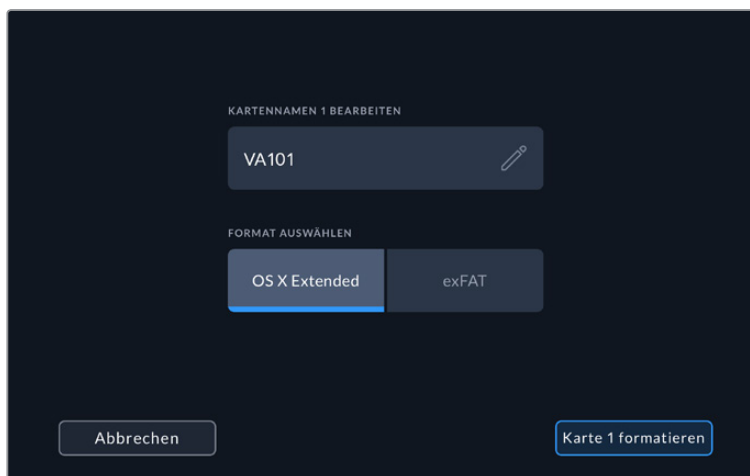 KARTENNAMEN 1 BEARBEITEN
VA101
FORMAT AUSWÄHLEN
OS X Extended
exFAT
Abbrechen
Karte 1 formatieren